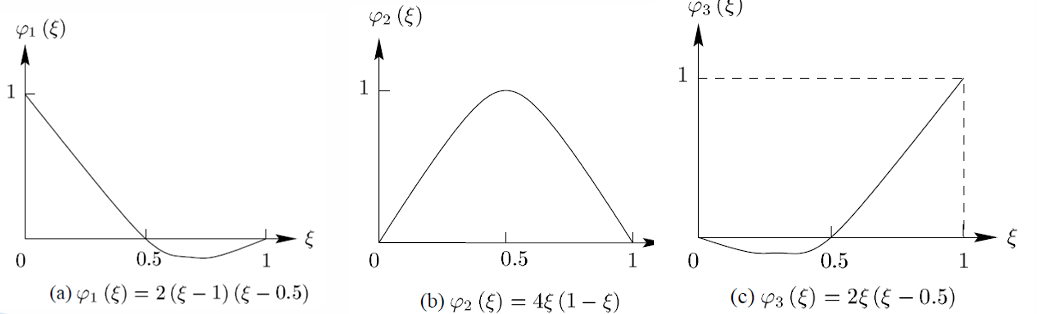 φ₁ (ξ)
1
0
0.5
1
ξ
(a) φ₁ (ξ) = 2 (ξ − 1) (ξ − 0.5)
φ₂ (ξ)
1
0
0.5
1
(b) φ₂ (ξ) = 4ξ (1 − ξ)
φ₃ (ξ)
1
0
0.5
1
ξ
(c) φ₃ (ξ) = 2ξ (ξ − 0.5)